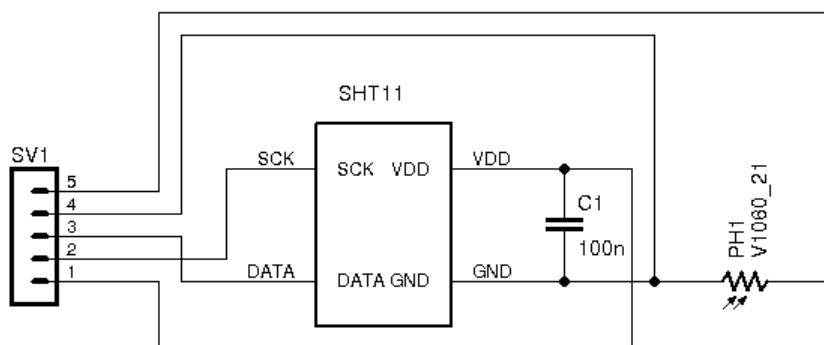 SHT11
SV1
SCK
SCK VDD
VDD
5
4
3
2
1
C1
100n
PH1
V1060_21
DATA
DATA GND
GND